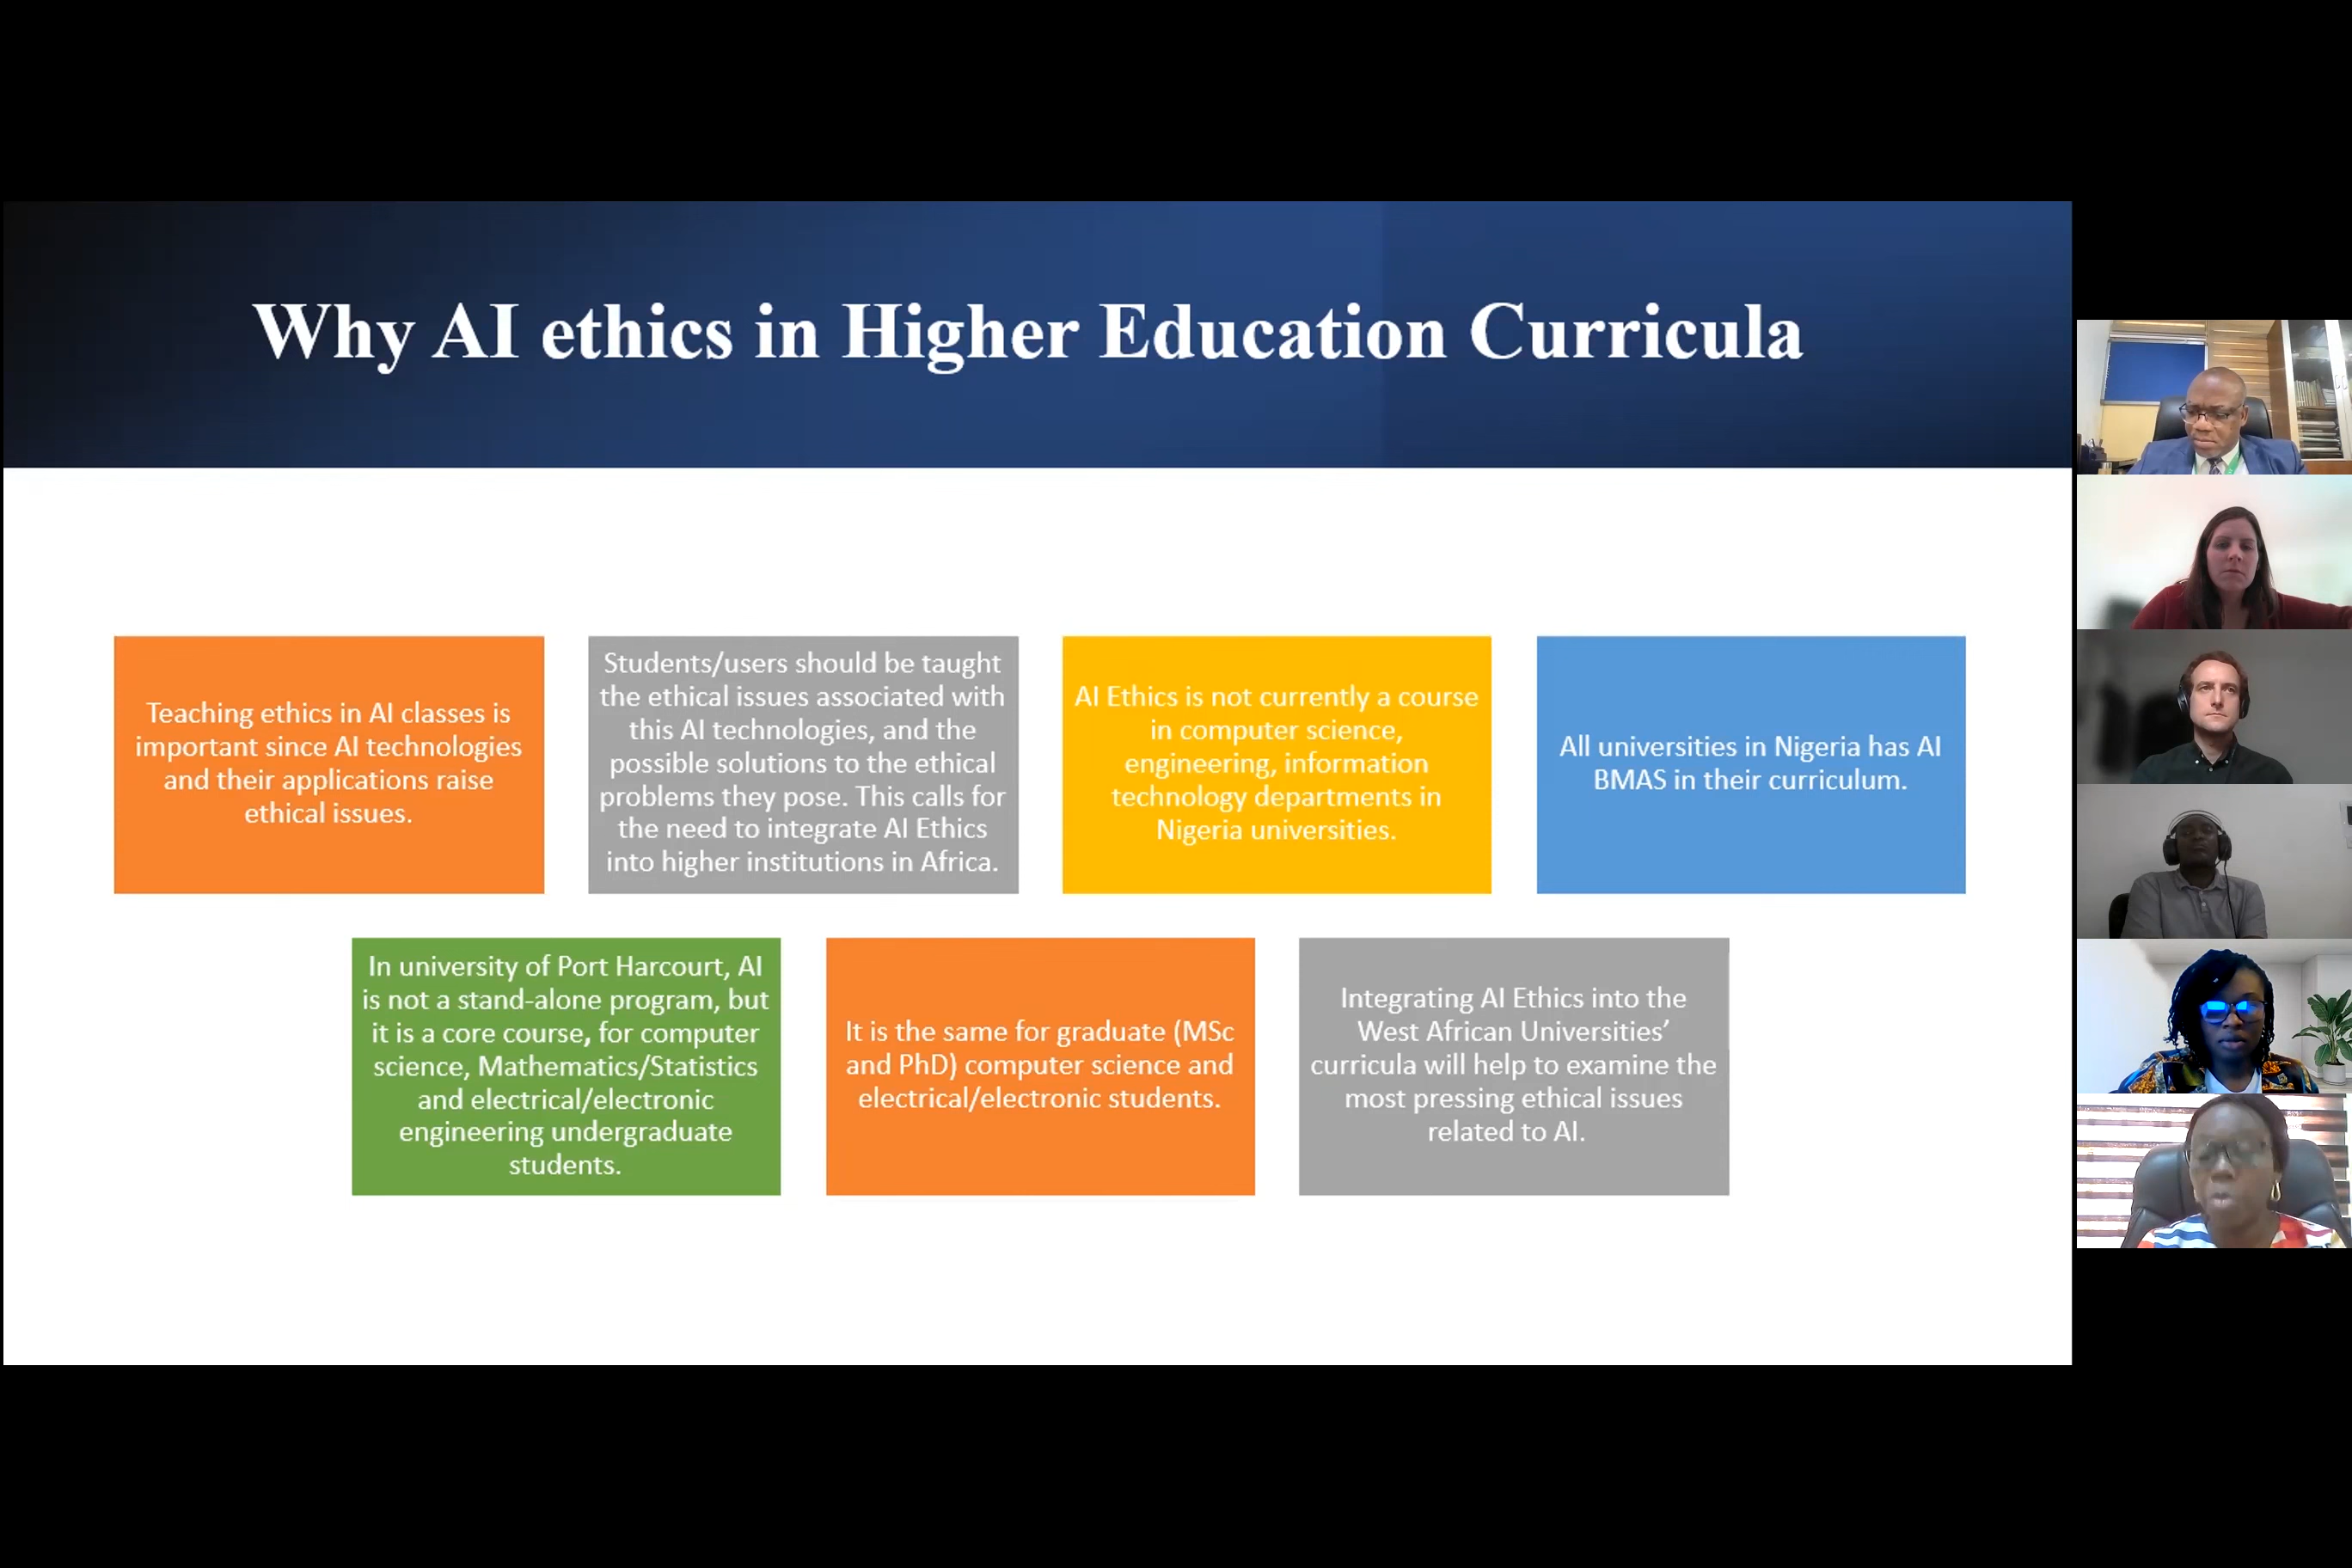 Why AI ethics in Higher Education Curricula
Teaching ethics in AI classes is
important since AI technologies
and their applications raise
ethical issues.
Students/users should be taught
the ethical issues associated with
this AI technologies, and the
possible solutions to the ethical
problems they pose. This calls for
the need to integrate AI Ethics
into higher institutions in Africa.
AI Ethics is not currently a course
in computer science,
engineering, information
technology departments in
Nigeria universities.
All universities in Nigeria has AI
BMAS in their curriculum.
In university of Port Harcourt, AI
is not a stand-alone program, but
it is a core course, for computer
science, Mathematics/Statistics
and electrical/electronic
engineering undergraduate
students.
It is the same for graduate (MSc
and PhD) computer science and
electrical/electronic students.
Integrating AI Ethics into the
West African Universities’
curricula will help to examine the
most pressing ethical issues
related to AI.